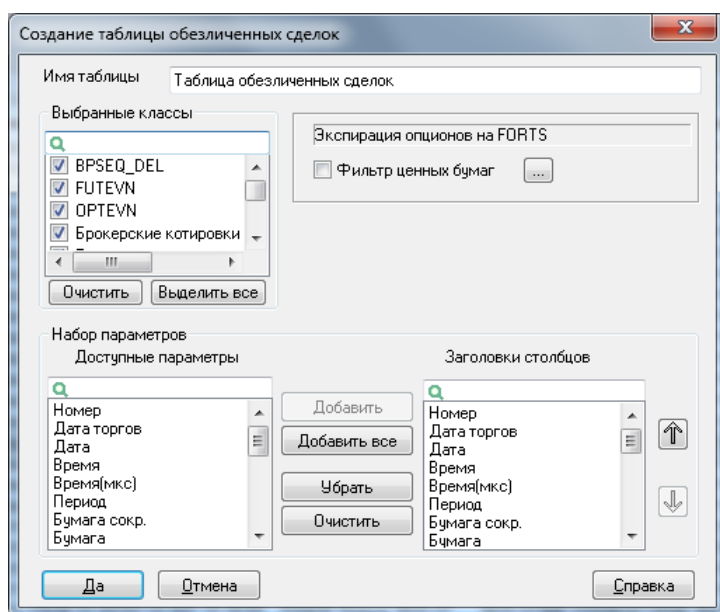 Создание таблицы обезличенных сделок
Имя таблицы
Таблица обезличенных сделок
Выбранные классы
BPSEQ_DEL
FUTEVN
OPTEVN
Брокерские котировки
Очистить
Выделить все
Экспирация опционов на FORTS
Фильтр ценных бумаг
...
Набор параметров
Доступные параметры
Номер
Дата торгов
Дата
Время
Время(мкс)
Период
Бумага сокр.
Бумага
Добавить
Добавить все
Убрать
Очистить
Заголовки столбцов
Номер
Дата торгов
Дата
Время
Время(мкс)
Период
Бумага сокр.
Бумага
Да
Отмена
Справка